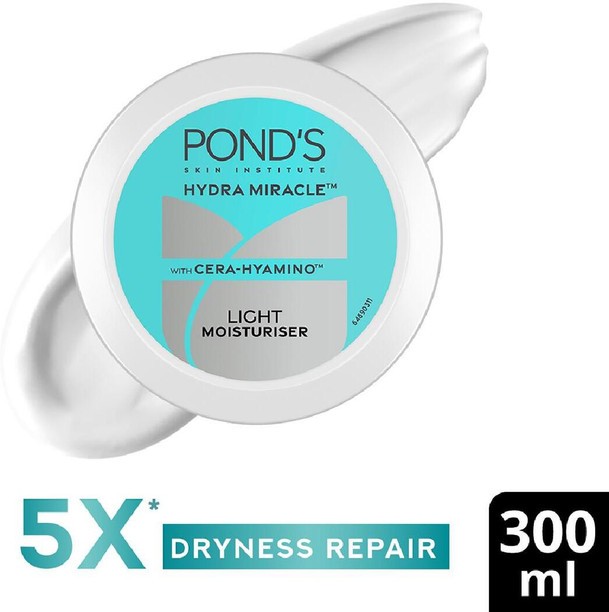 POND'S
SKIN INSTITUTE
HYDRA MIRACLE™
WITH CERA-HYAMINO™
LIGHT
MOISTURISER
5X*
DRYNESS REPAIR
300
ml